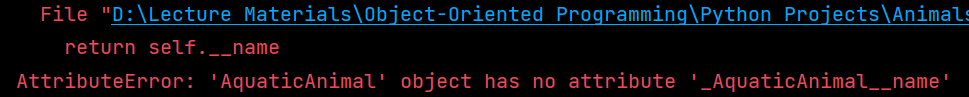 File "D:\Lecture Materials\Object-Oriented Programming\Python Projects\Animals
return self.__name
AttributeError: 'AquaticAnimal' object has no attribute '_AquaticAnimal__name'